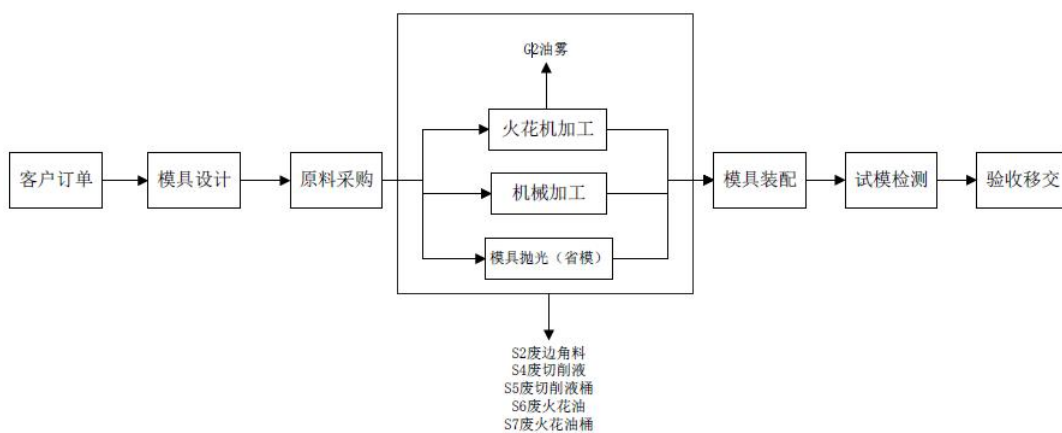 G2油雾
火花机加工
客户订单
模具设计
原料采购
机械加工
模具装配
试模检测
验收移交
模具抛光（省模）
S2废边角料
S4废切削液
S5废切削液桶
S6废火花油
S7废火花油桶